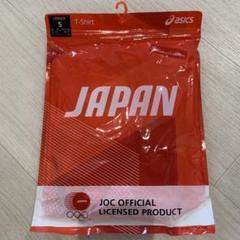 S
T-Shirt
asics
JAPAN
JOC OFFICIAL
LICENSED PRODUCT